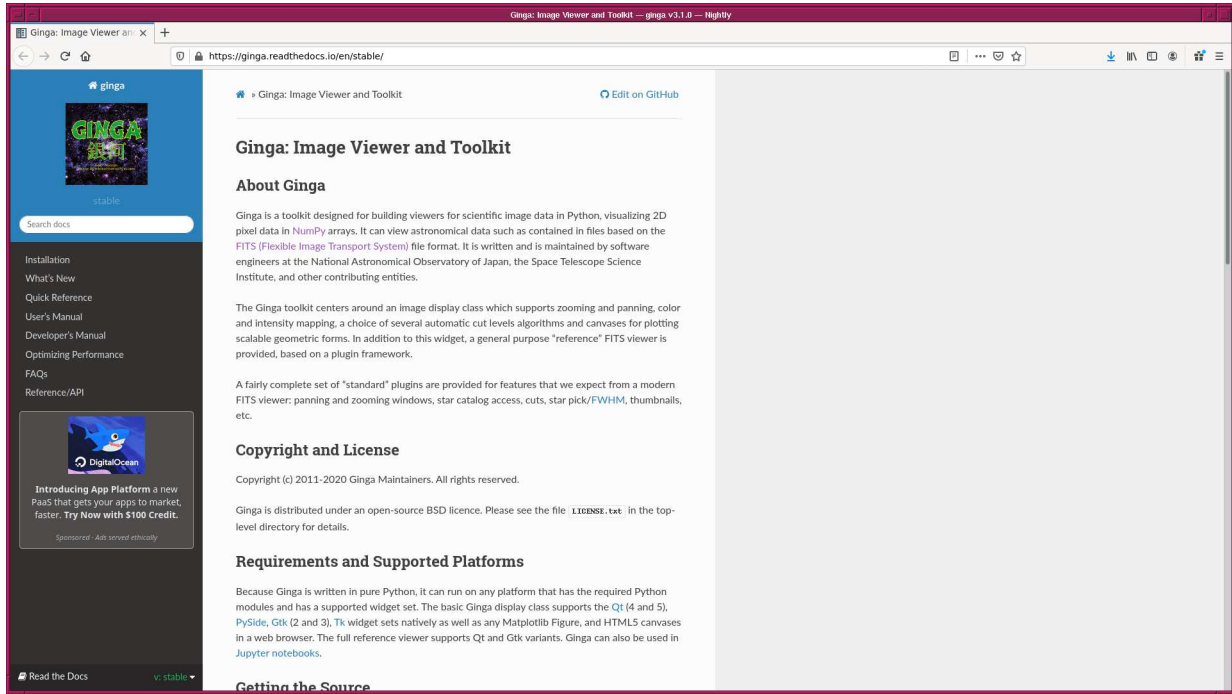 Ginga: Image Viewer and Toolkit — ginga v3.1.0 — Nightly
Ginga: Image Viewer an
https://ginga.readthedocs.io/en/stable/
ginga
GINGA
銀河
stable
Search docs
Installation
What's New
Quick Reference
User's Manual
Developer's Manual
Optimizing Performance
FAQs
Reference/API
DigitalOcean
Introducing App Platform a new
PaaS that gets your apps to market,
faster. Try Now with $100 Credit.
Sponsored · Ads served ethically
Read the Docs
v: stable
» Ginga: Image Viewer and Toolkit
Edit on GitHub
Ginga: Image Viewer and Toolkit
About Ginga
Ginga is a toolkit designed for building viewers for scientific image data in Python, visualizing 2D
pixel data in NumPy arrays. It can view astronomical data such as contained in files based on the
FITS (Flexible Image Transport System) file format. It is written and is maintained by software
engineers at the National Astronomical Observatory of Japan, the Space Telescope Science
Institute, and other contributing entities.
The Ginga toolkit centers around an image display class which supports zooming and panning, color
and intensity mapping, a choice of several automatic cut levels algorithms and canvases for plotting
scalable geometric forms. In addition to this widget, a general purpose "reference" FITS viewer is
provided, based on a plugin framework.
A fairly complete set of "standard" plugins are provided for features that we expect from a modern
FITS viewer: panning and zooming windows, star catalog access, cuts, star pick/FWHM, thumbnails,
etc.
Copyright and License
Copyright (c) 2011-2020 Ginga Maintainers. All rights reserved.
Ginga is distributed under an open-source BSD licence. Please see the file LICENSE.txt in the top-
level directory for details.
Requirements and Supported Platforms
Because Ginga is written in pure Python, it can run on any platform that has the required Python
modules and has a supported widget set. The basic Ginga display class supports the Qt (4 and 5),
PySide, Gtk (2 and 3), Tk widget sets natively as well as any Matplotlib Figure, and HTML5 canvases
in a web browser. The full reference viewer supports Qt and Gtk variants. Ginga can also be used in
Jupyter notebooks.
Getting the Source